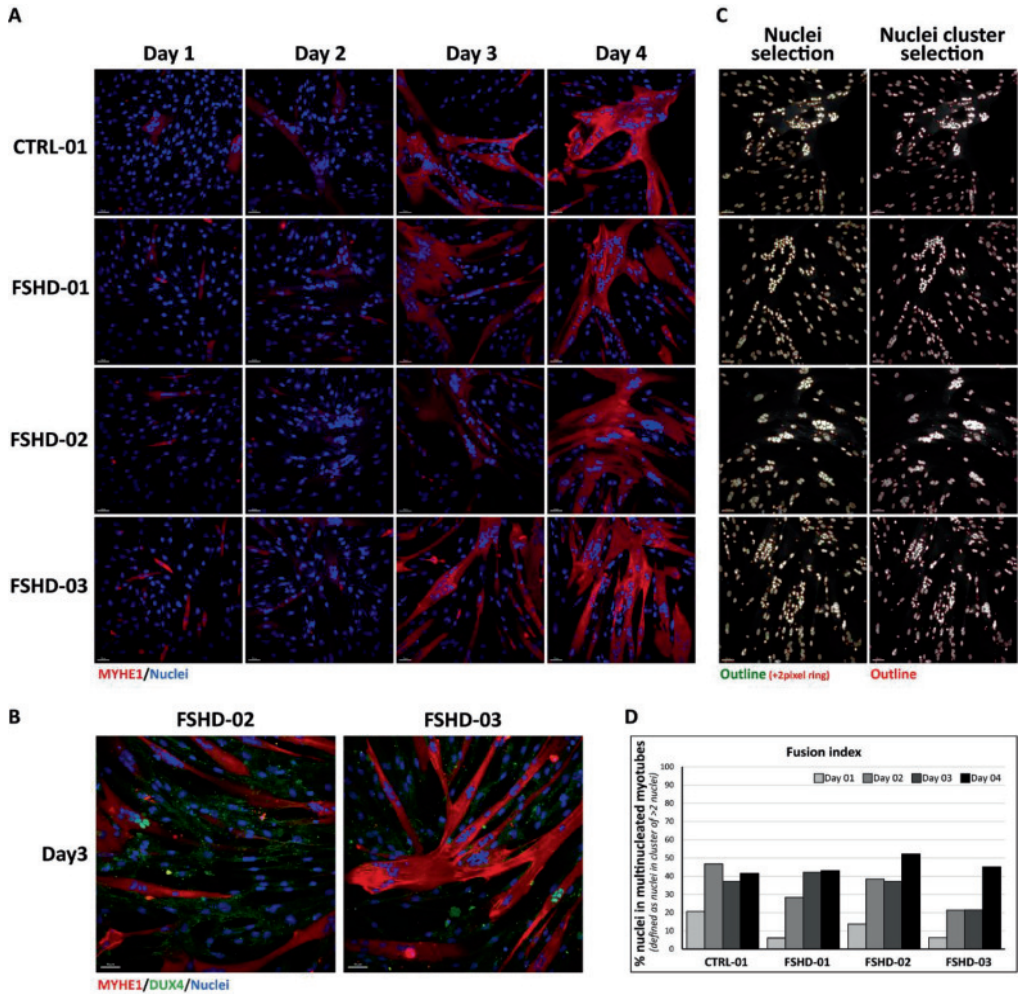 A
Day 1
Day 2
Day 3
Day 4
CTRL-01
FSHD-01
FSHD-02
FSHD-03
MYHE1/Nuclei
C
Nuclei
selection
Nuclei cluster
selection
Outline (+2pixel ring)
Outline
B
FSHD-02
FSHD-03
Day3
MYHE1/DUX4/Nuclei
D
Fusion index
Day 01
Day 02
Day 03
Day 04
% nuclei in multinucleated myotubes
(defined as nuclei in cluster of >2 nuclei)
100
90
80
70
60
50
40
30
20
10
0
CTRL-01
FSHD-01
FSHD-02
FSHD-03